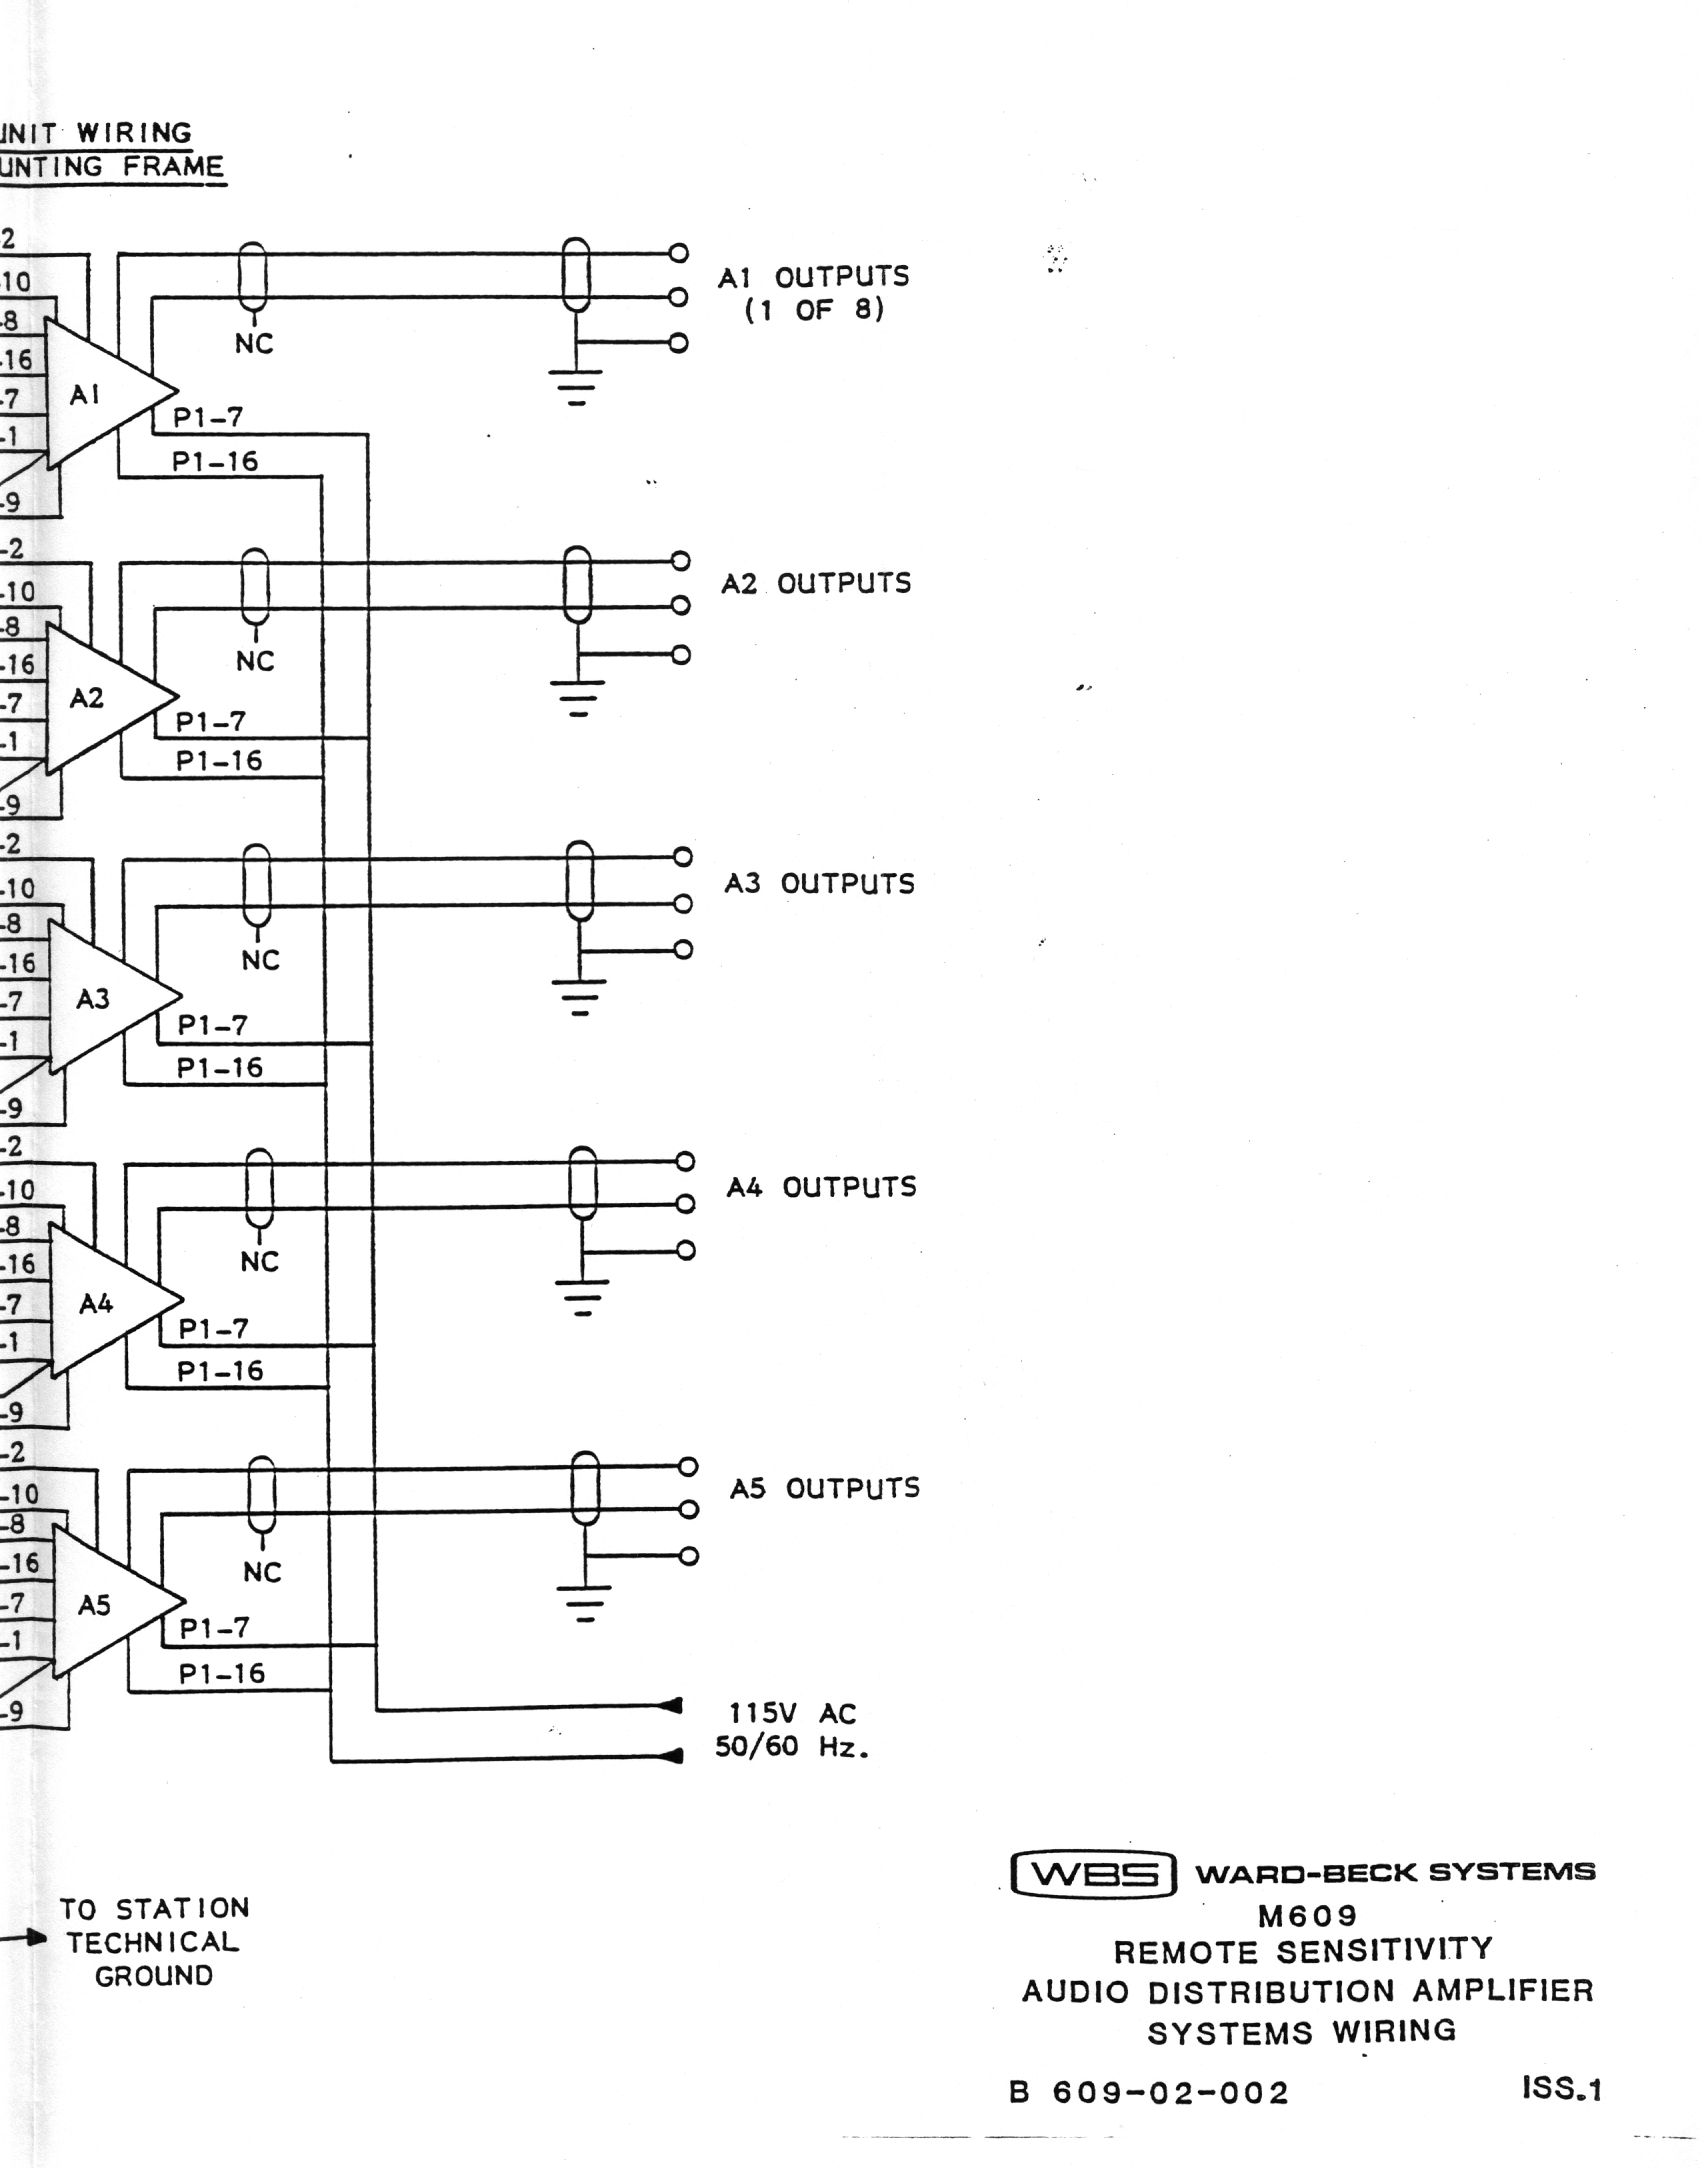 UNIT WIRING
UNTING FRAME
-2
-10
-8
-16
-7
-1
-9
A1
NC
P1-7
P1-16
A1 OUTPUTS
(1 OF 8)
-2
-10
-8
-16
-7
-1
-9
A2
NC
P1-7
P1-16
A2 OUTPUTS
-2
-10
-8
-16
-7
-1
-9
A3
NC
P1-7
P1-16
A3 OUTPUTS
-2
-10
-8
-16
-7
-1
-9
A4
NC
P1-7
P1-16
A4 OUTPUTS
-2
-10
-8
-16
-7
-1
-9
A5
NC
P1-7
P1-16
A5 OUTPUTS
115V AC
50/60 Hz.
TO STATION
TECHNICAL
GROUND
WBS WARD-BECK SYSTEMS
M609
REMOTE SENSITIVITY
AUDIO DISTRIBUTION AMPLIFIER
SYSTEMS WIRING
B 609-02-002 ISS.1